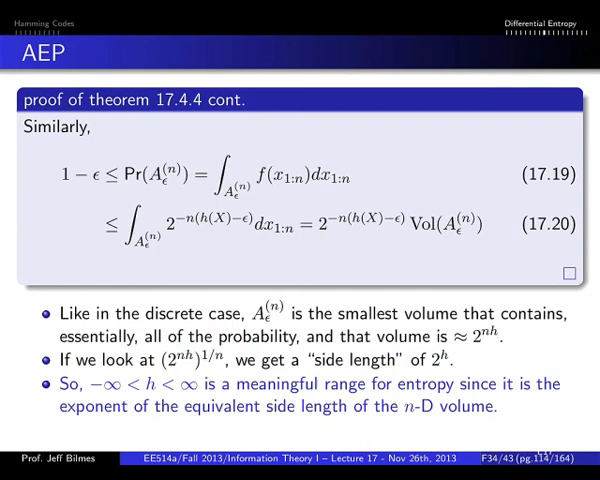 Hamming Codes
Differential Entropy
AEP
proof of theorem 17.4.4 cont.
Similarly,
1 − ϵ ≤ Pr(A_ϵ^(n)) = ∫_{A_ϵ^(n)} f(x_{1:n})dx_{1:n} (17.19)
≤ ∫_{A_ϵ^(n)} 2^{−n(h(X)−ϵ)}dx_{1:n} = 2^{−n(h(X)−ϵ)} Vol(A_ϵ^(n)) (17.20)
Like in the discrete case, A_ϵ^(n) is the smallest volume that contains,
essentially, all of the probability, and that volume is ≈ 2^{nh}.
If we look at (2^{nh})^{1/n}, we get a “side length” of 2^h.
So, −∞ < h < ∞ is a meaningful range for entropy since it is the
exponent of the equivalent side length of the n-D volume.
Prof. Jeff Bilmes
EE514a/Fall 2013/Information Theory I – Lecture 17 - Nov 26th, 2013
F34/43 (pg.114/164)